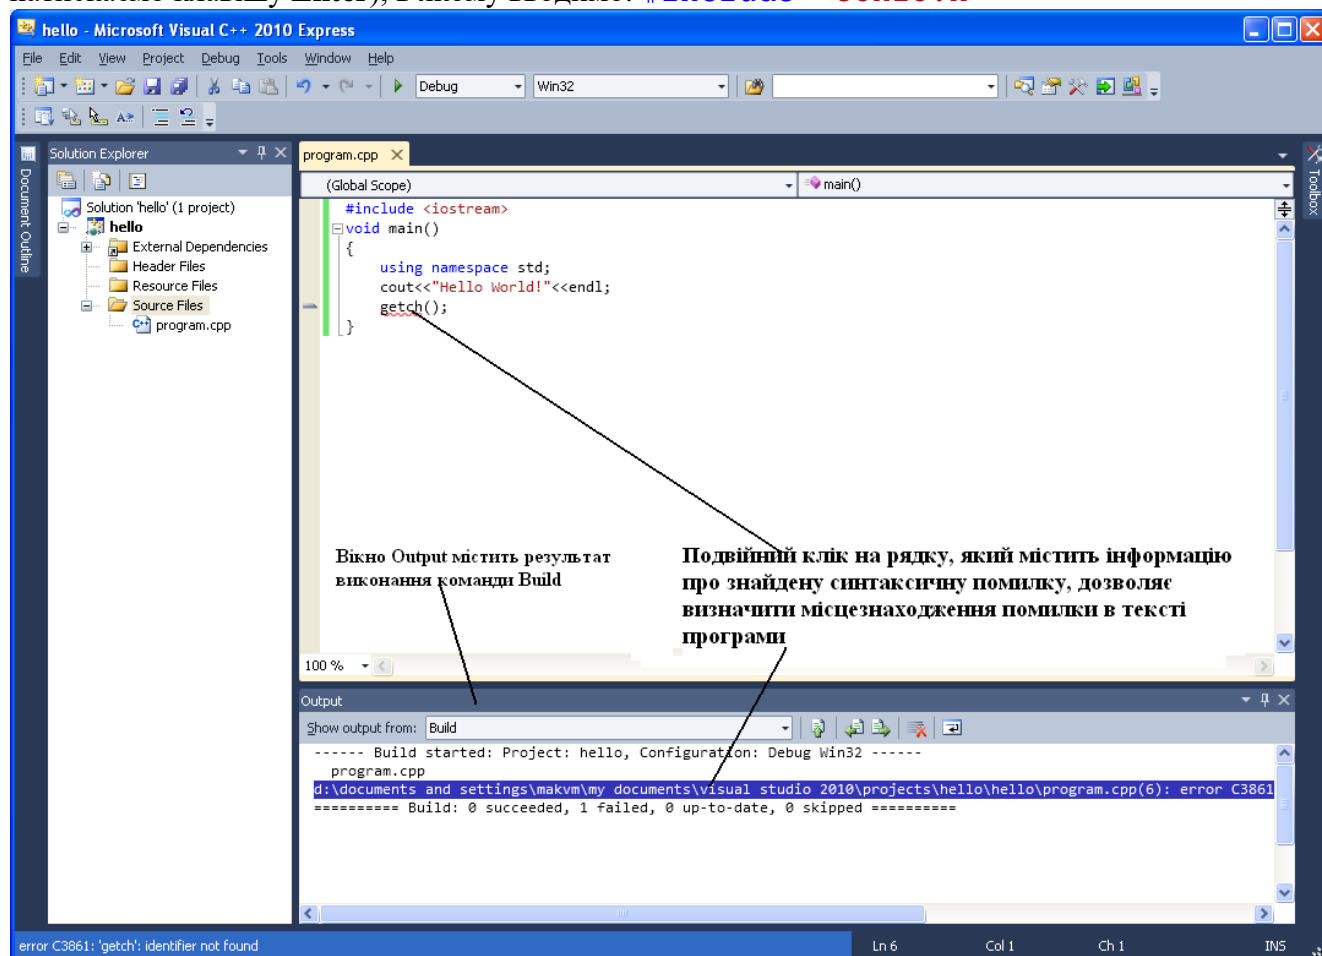 hello - Microsoft Visual C++ 2010 Express
File Edit View Project Debug Tools Window Help
Debug Win32
Document Outline
Solution Explorer
Solution 'hello' (1 project)
hello
External Dependencies
Header Files
Resource Files
Source Files
program.cpp
program.cpp
(Global Scope) main()
#include <iostream>
void main()
{
using namespace std;
cout<<"Hello World!"<<endl;
getch();
}
Toolbox
Вікно Output містить результат
виконання команди Build
Подвійний клік на рядку, який містить інформацію
про знайдену синтаксичну помилку, дозволяє
визначити місцезнаходження помилки в тексті
програми
100 %
Output
Show output from: Build
------ Build started: Project: hello, Configuration: Debug Win32 ------
program.cpp
d:\documents and settings\makvm\my documents\visual studio 2010\projects\hello\hello\program.cpp(6): error C3861
========== Build: 0 succeeded, 1 failed, 0 up-to-date, 0 skipped ==========
error C3861: 'getch': identifier not found Ln 6 Col 1 Ch 1 INS